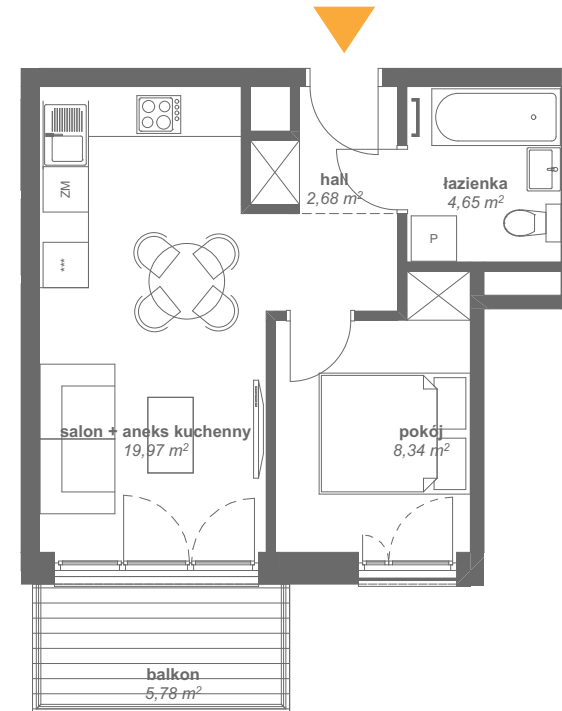 hall
2,68 m²
łazienka
4,65 m²
ZM
P
***
salon + aneks kuchenny
19,97 m²
pokój
8,34 m²
balkon
5,78 m²